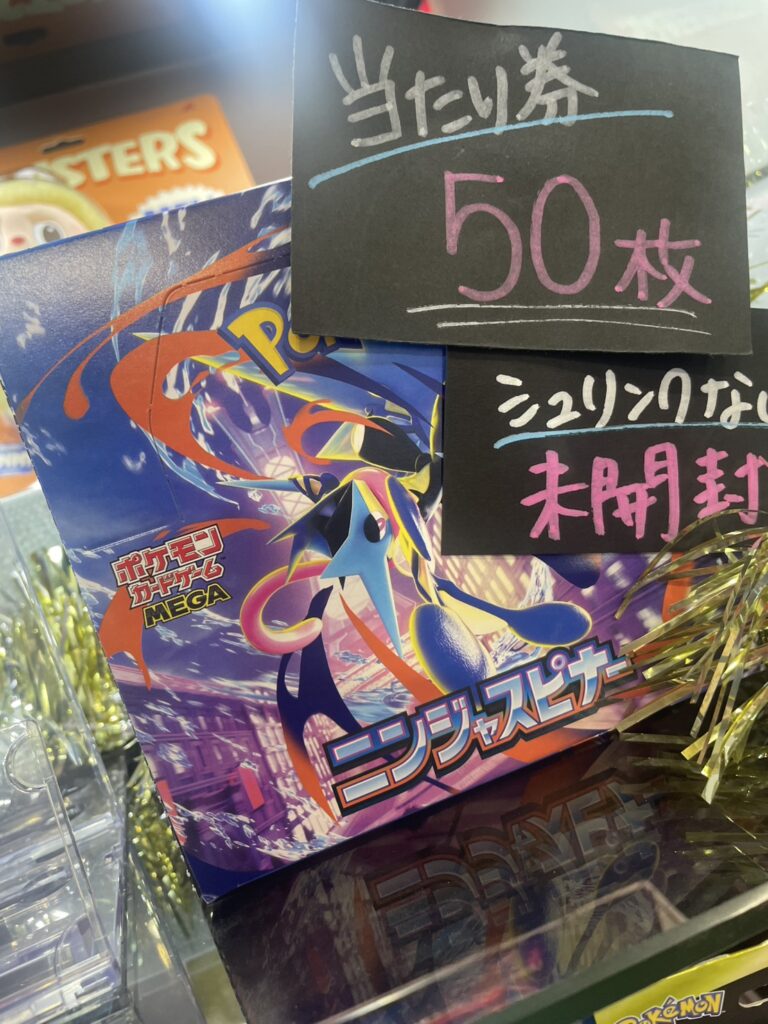 当たり券
50枚
シュリンクなし
未開封
ポケモン
カードゲーム
MEGA
ニンジャスピナー
POKÉMON